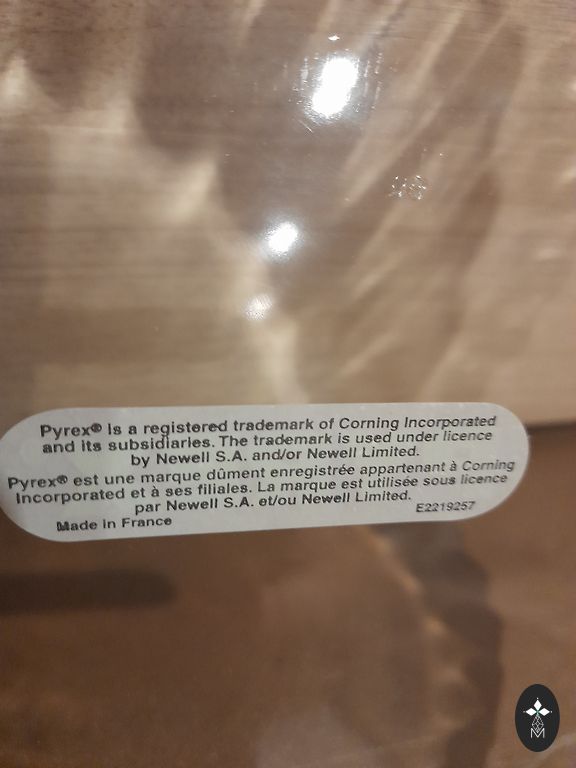 Pyrex® is a registered trademark of Corning Incorporated
and its subsidiaries. The trademark is used under licence
by Newell S.A. and/or Newell Limited.
Pyrex® est une marque dûment enregistrée appartenant à Corning
Incorporated et à ses filiales. La marque est utilisée sous licence
par Newell S.A. et/ou Newell Limited.
Made in France
E2219257